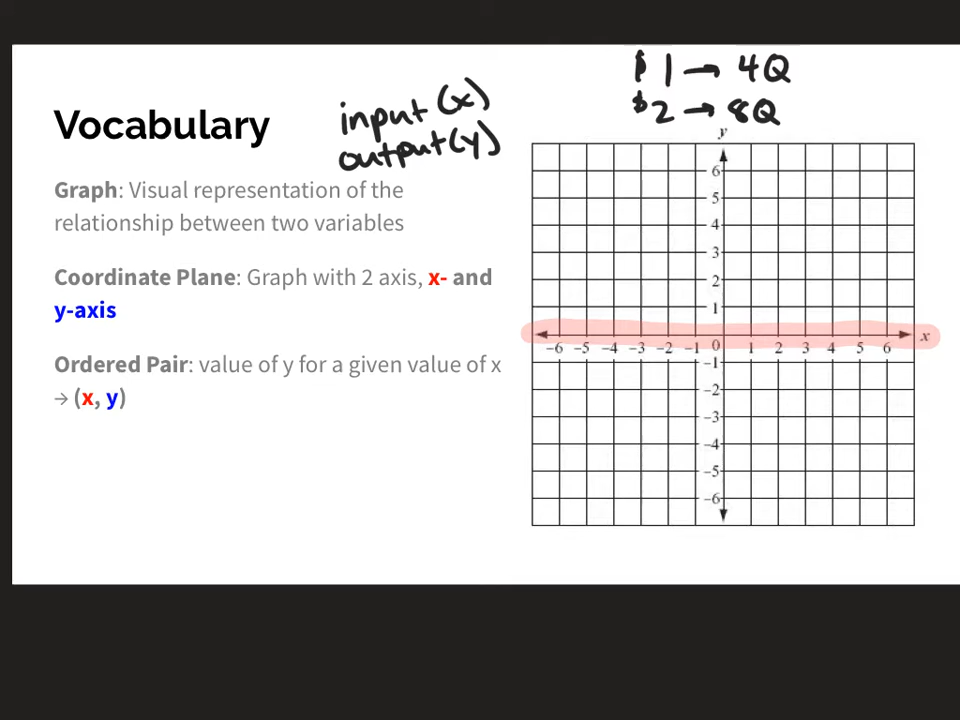 Vocabulary
input (x)
output (y)
$1 → 4Q
$2 → 8Q
Graph: Visual representation of the
relationship between two variables
Coordinate Plane: Graph with 2 axis, x- and
y-axis
Ordered Pair: value of y for a given value of x
→ (x, y)
y
6
5
4
3
2
1
-6 -5 -4 -3 -2 -1 0 1 2 3 4 5 6 x
-1
-2
-3
-4
-5
-6